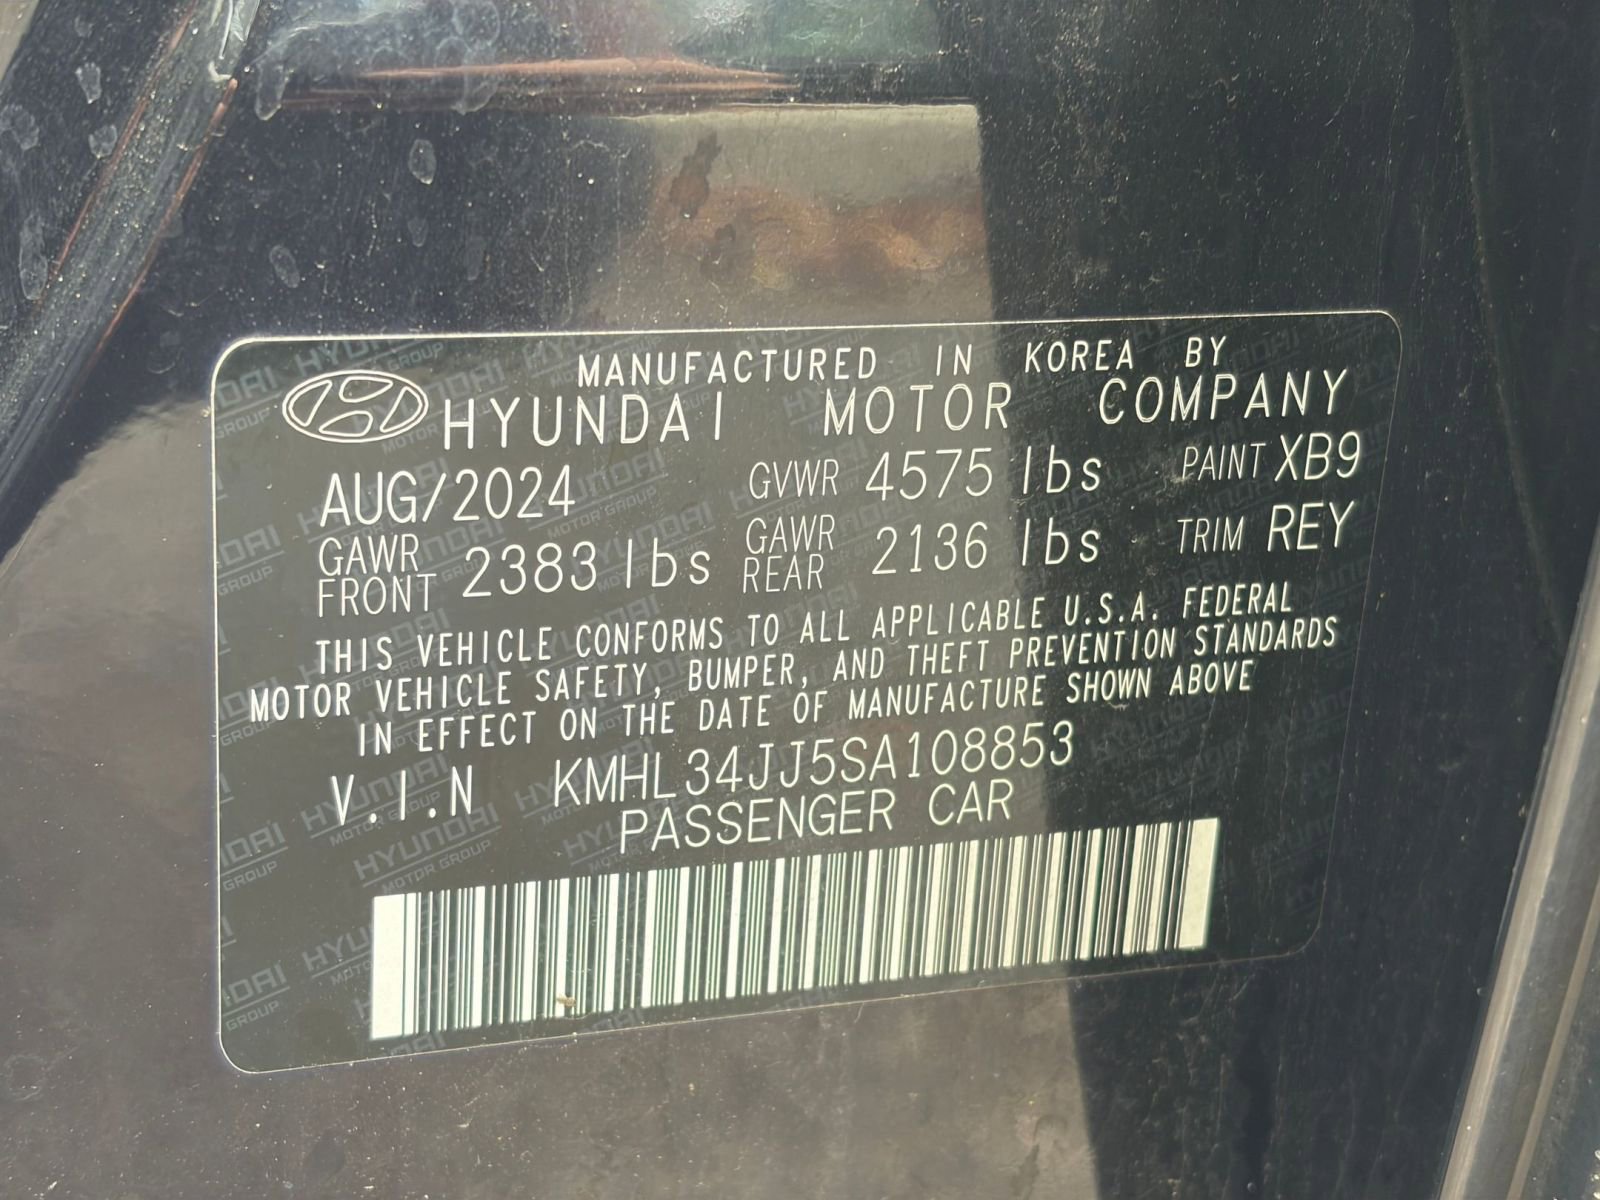 MANUFACTURED IN KOREA BY
HYUNDAI MOTOR COMPANY
AUG/2024 GVWR 4575 lbs PAINT XB9
GAWR FRONT 2383 lbs GAWR REAR 2136 lbs TRIM REY
THIS VEHICLE CONFORMS TO ALL APPLICABLE U.S.A. FEDERAL
MOTOR VEHICLE SAFETY, BUMPER, AND THEFT PREVENTION STANDARDS
IN EFFECT ON THE DATE OF MANUFACTURE SHOWN ABOVE
V.I.N KMHL34JJ5SA108853
PASSENGER CAR